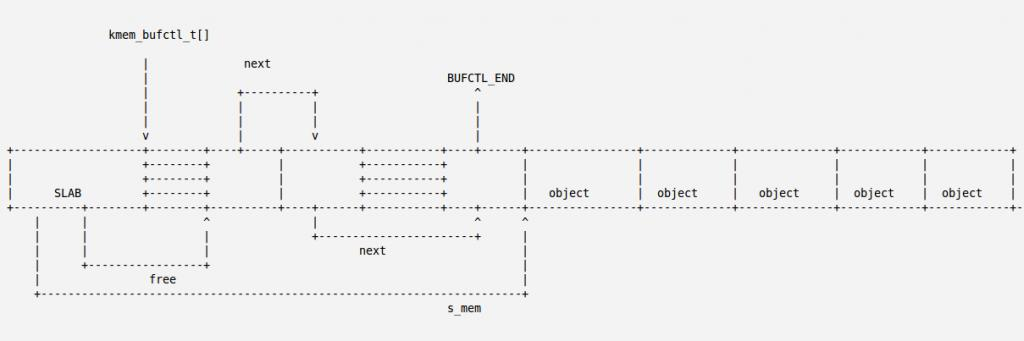 kmem_bufctl_t[]
next
BUFCTL_END
SLAB object object object object object
next
free
s_mem